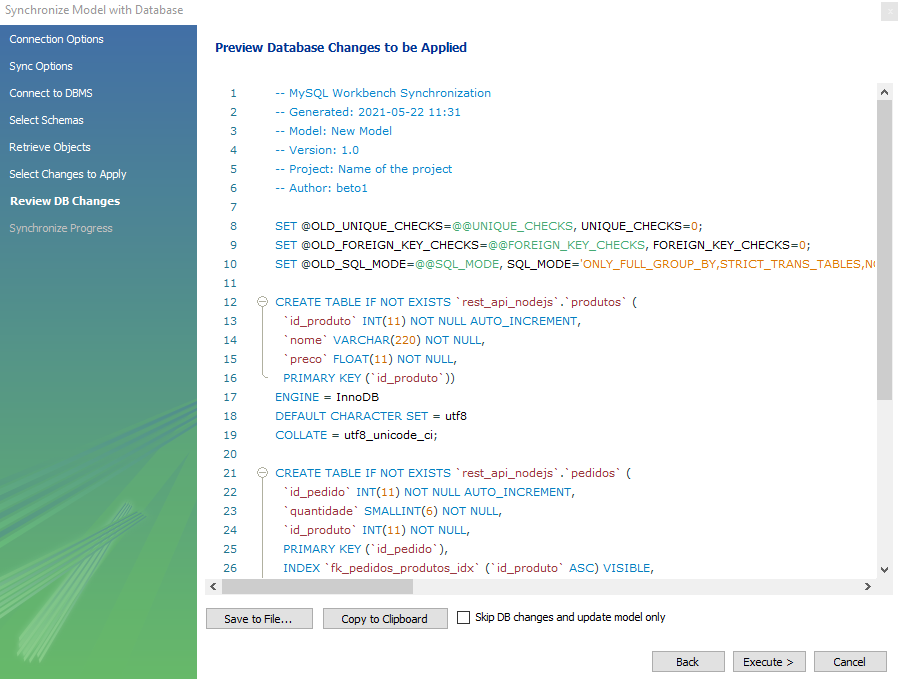 Synchronize Model with Database
Connection Options
Sync Options
Connect to DBMS
Select Schemas
Retrieve Objects
Select Changes to Apply
Review DB Changes
Synchronize Progress
Preview Database Changes to be Applied
1 -- MySQL Workbench Synchronization
2 -- Generated: 2021-05-22 11:31
3 -- Model: New Model
4 -- Version: 1.0
5 -- Project: Name of the project
6 -- Author: beto1
7
8 SET @OLD_UNIQUE_CHECKS=@@UNIQUE_CHECKS, UNIQUE_CHECKS=0;
9 SET @OLD_FOREIGN_KEY_CHECKS=@@FOREIGN_KEY_CHECKS, FOREIGN_KEY_CHECKS=0;
10 SET @OLD_SQL_MODE=@@SQL_MODE, SQL_MODE='ONLY_FULL_GROUP_BY,STRICT_TRANS_TABLES,NO
11
12 CREATE TABLE IF NOT EXISTS `rest_api_nodejs`.`produtos` (
13 `id_produto` INT(11) NOT NULL AUTO_INCREMENT,
14 `nome` VARCHAR(220) NOT NULL,
15 `preco` FLOAT(11) NOT NULL,
16 PRIMARY KEY (`id_produto`))
17 ENGINE = InnoDB
18 DEFAULT CHARACTER SET = utf8
19 COLLATE = utf8_unicode_ci;
20
21 CREATE TABLE IF NOT EXISTS `rest_api_nodejs`.`pedidos` (
22 `id_pedido` INT(11) NOT NULL AUTO_INCREMENT,
23 `quantidade` SMALLINT(6) NOT NULL,
24 `id_produto` INT(11) NOT NULL,
25 PRIMARY KEY (`id_pedido`),
26 INDEX `fk_pedidos_produtos_idx` (`id_produto` ASC) VISIBLE,
Save to File...
Copy to Clipboard
Skip DB changes and update model only
Back
Execute >
Cancel